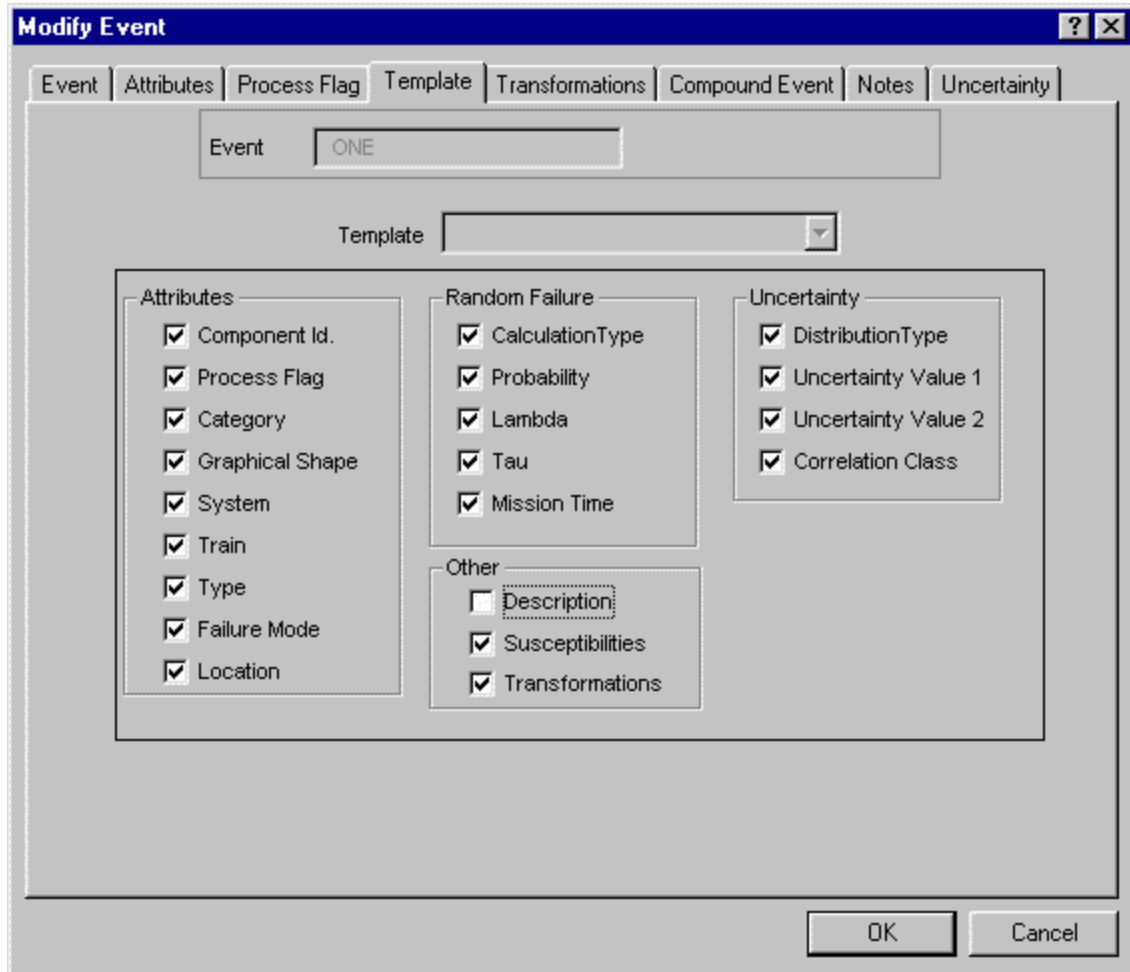 Modify Event
Event Attributes Process Flag Template Transformations Compound Event Notes Uncertainty
Event ONE
Template
Attributes
Component Id.
Process Flag
Category
Graphical Shape
System
Train
Type
Failure Mode
Location
Random Failure
CalculationType
Probability
Lambda
Tau
Mission Time
Other
Description
Susceptibilities
Transformations
Uncertainty
DistributionType
Uncertainty Value 1
Uncertainty Value 2
Correlation Class
OK Cancel